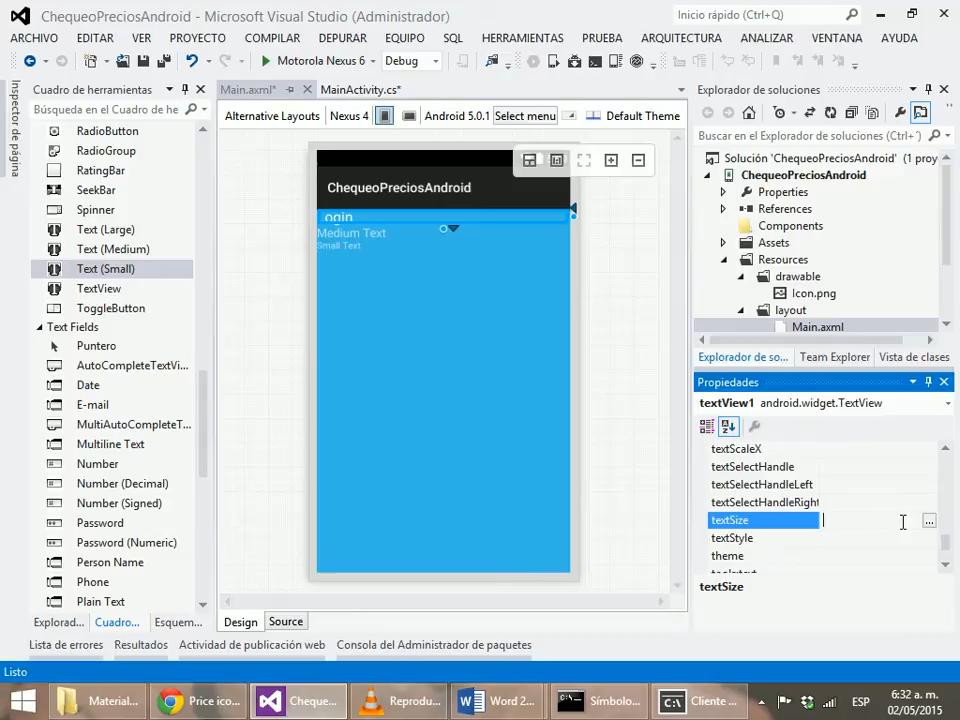 ChequeoPreciosAndroid - Microsoft Visual Studio (Administrador)
Inicio rápido (Ctrl+Q)
ARCHIVO EDITAR VER PROYECTO COMPILAR DEPURAR EQUIPO SQL HERRAMIENTAS PRUEBA ARQUITECTURA ANALIZAR VENTANA AYUDA
Motorola Nexus 6 Debug
Inspector de página
Cuadro de herramientas
Búsqueda en el Cuadro de he
RadioButton
RadioGroup
RatingBar
SeekBar
Spinner
Text (Large)
Text (Medium)
Text (Small)
TextView
ToggleButton
Text Fields
Puntero
AutoCompleteTextVi...
Date
E-mail
MultiAutoCompleteT...
Multiline Text
Number
Number (Decimal)
Number (Signed)
Password
Password (Numeric)
Person Name
Phone
Plain Text
Explorad... Cuadro... Esquem...
Main.axml* MainActivity.cs*
Alternative Layouts Nexus 4 Android 5.0.1 Select menu Default Theme
ChequeoPreciosAndroid
ogin
Medium Text
Small Text
Design Source
Explorador de soluciones
Buscar en el Explorador de soluciones (Ctrl+
Solución 'ChequeoPreciosAndroid' (1 proy
ChequeoPreciosAndroid
Properties
References
Components
Assets
Resources
drawable
Icon.png
layout
Main.axml
Explorador de so... Team Explorer Vista de clases
Propiedades
textView1 android.widget.TextView
textScaleX
textSelectHandle
textSelectHandleLeft
textSelectHandleRight
textSize ...
textStyle
theme
textSize
Lista de errores Resultados Actividad de publicación web Consola del Administrador de paquetes
Listo
Material... Price ico... Cheque... Reprodu... Word 2... Símbolo... Cliente ... ESP
6:32 a. m.
02/05/2015